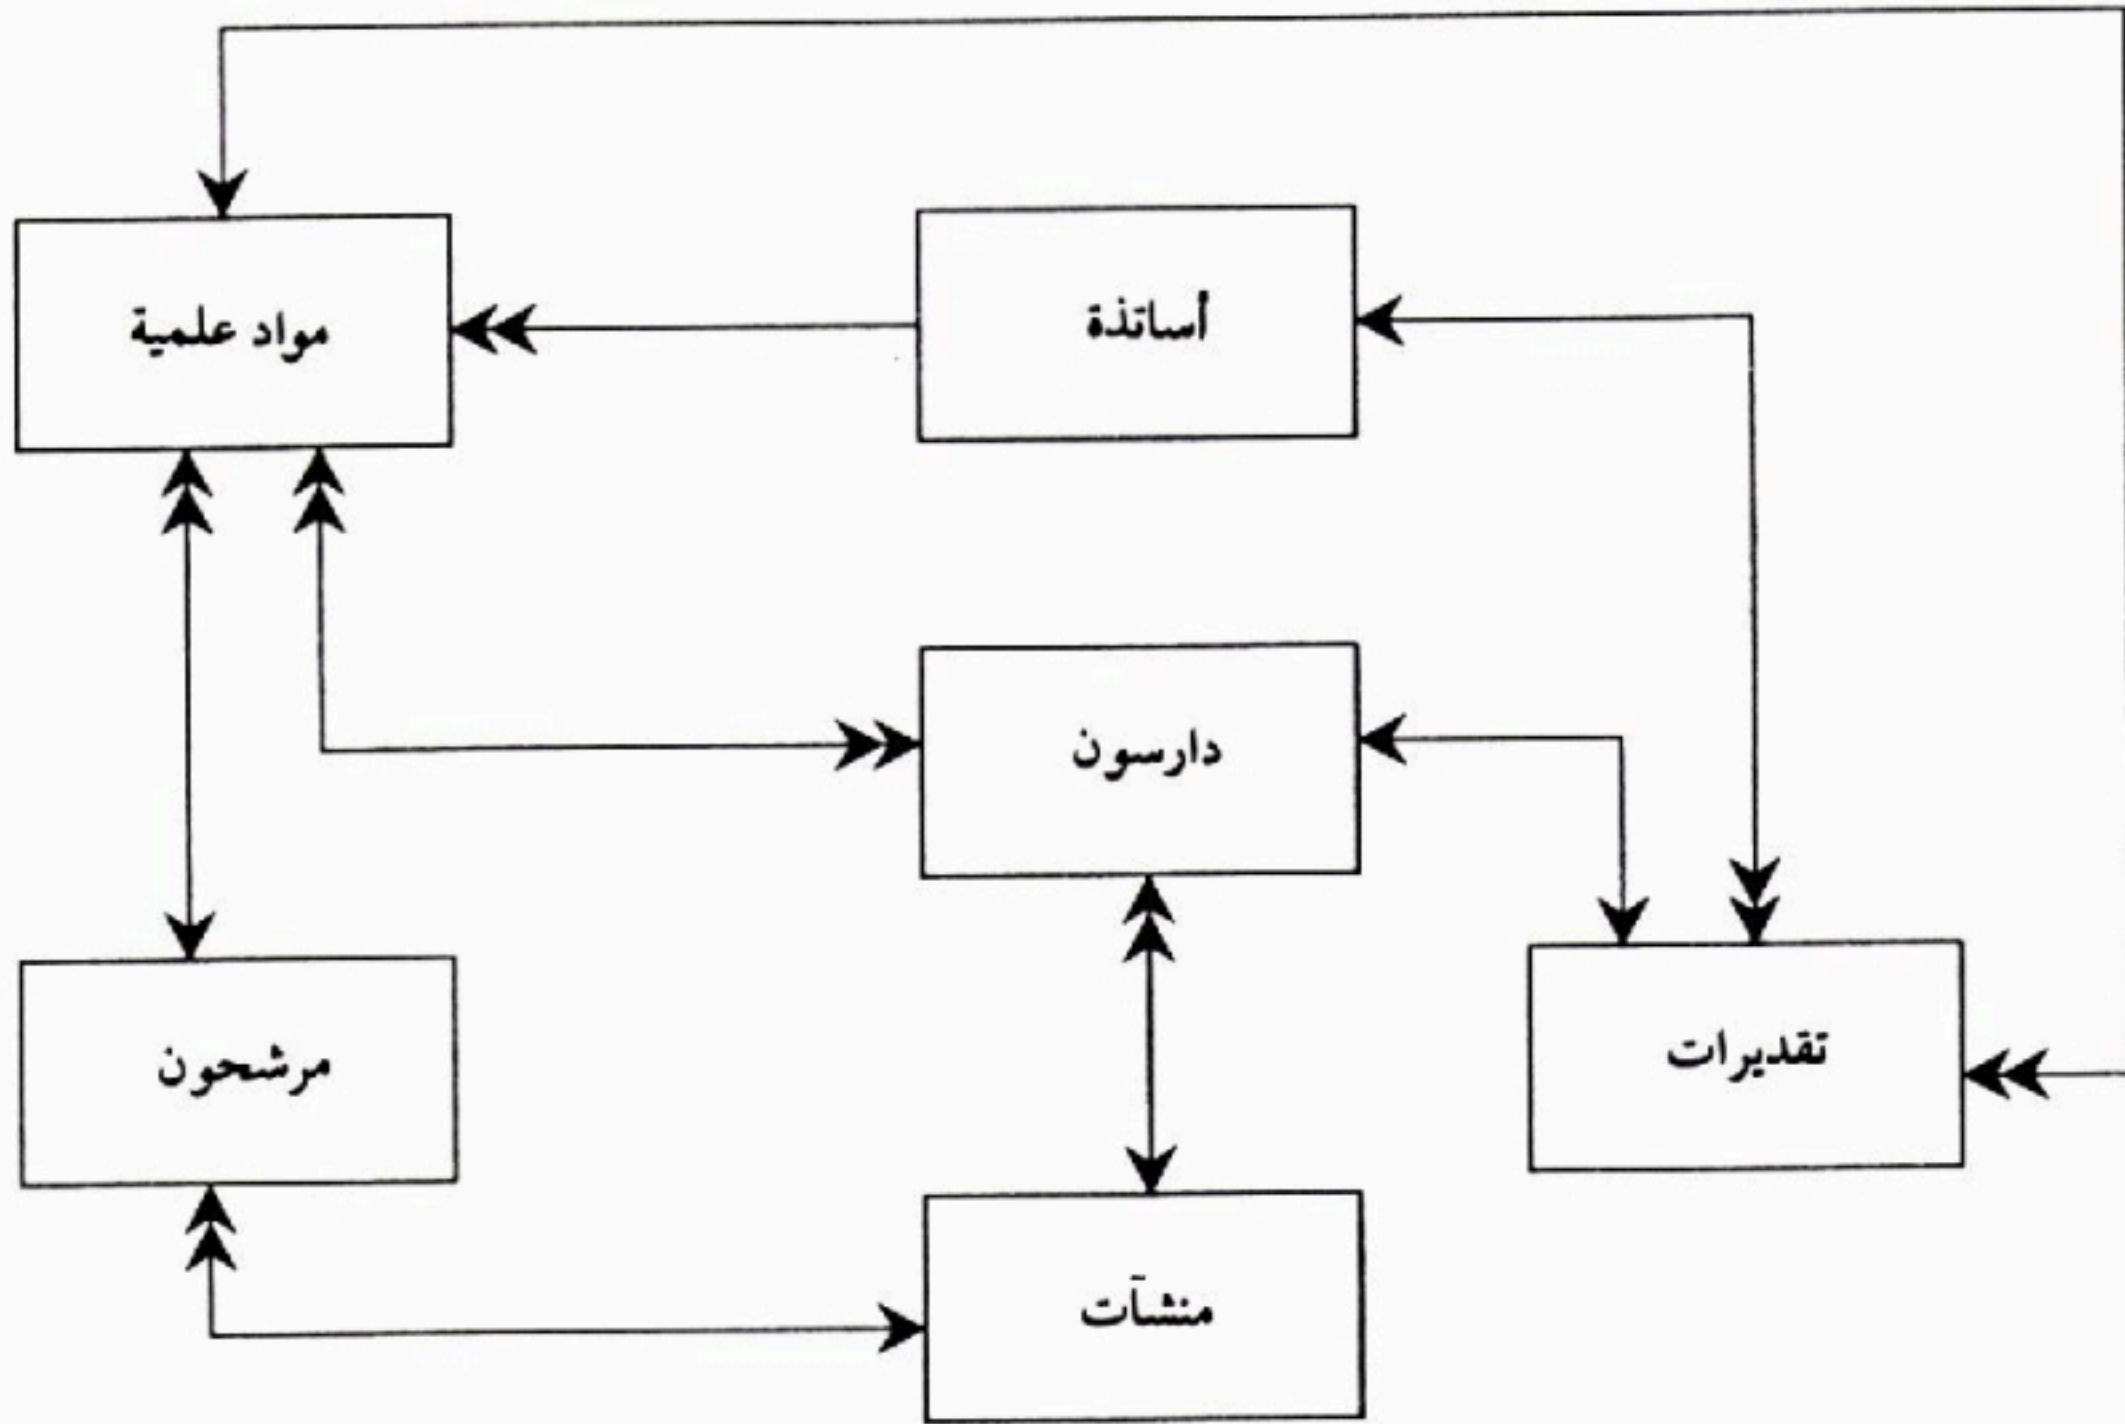 أساتذة
مواد علمية
دارسون
تقديرات
مرشحون
منشآت